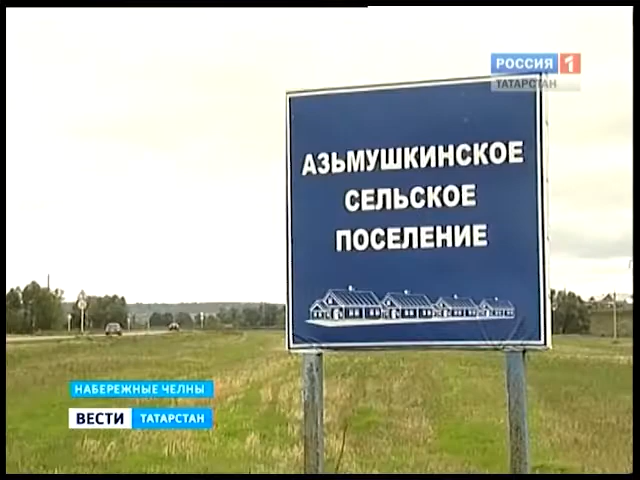 РОССИЯ 1
ТАТАРСТАН
АЗЬМУШКИНСКОЕ
СЕЛЬСКОЕ
ПОСЕЛЕНИЕ
НАБЕРЕЖНЫЕ ЧЕЛНЫ
ВЕСТИ ТАТАРСТАН